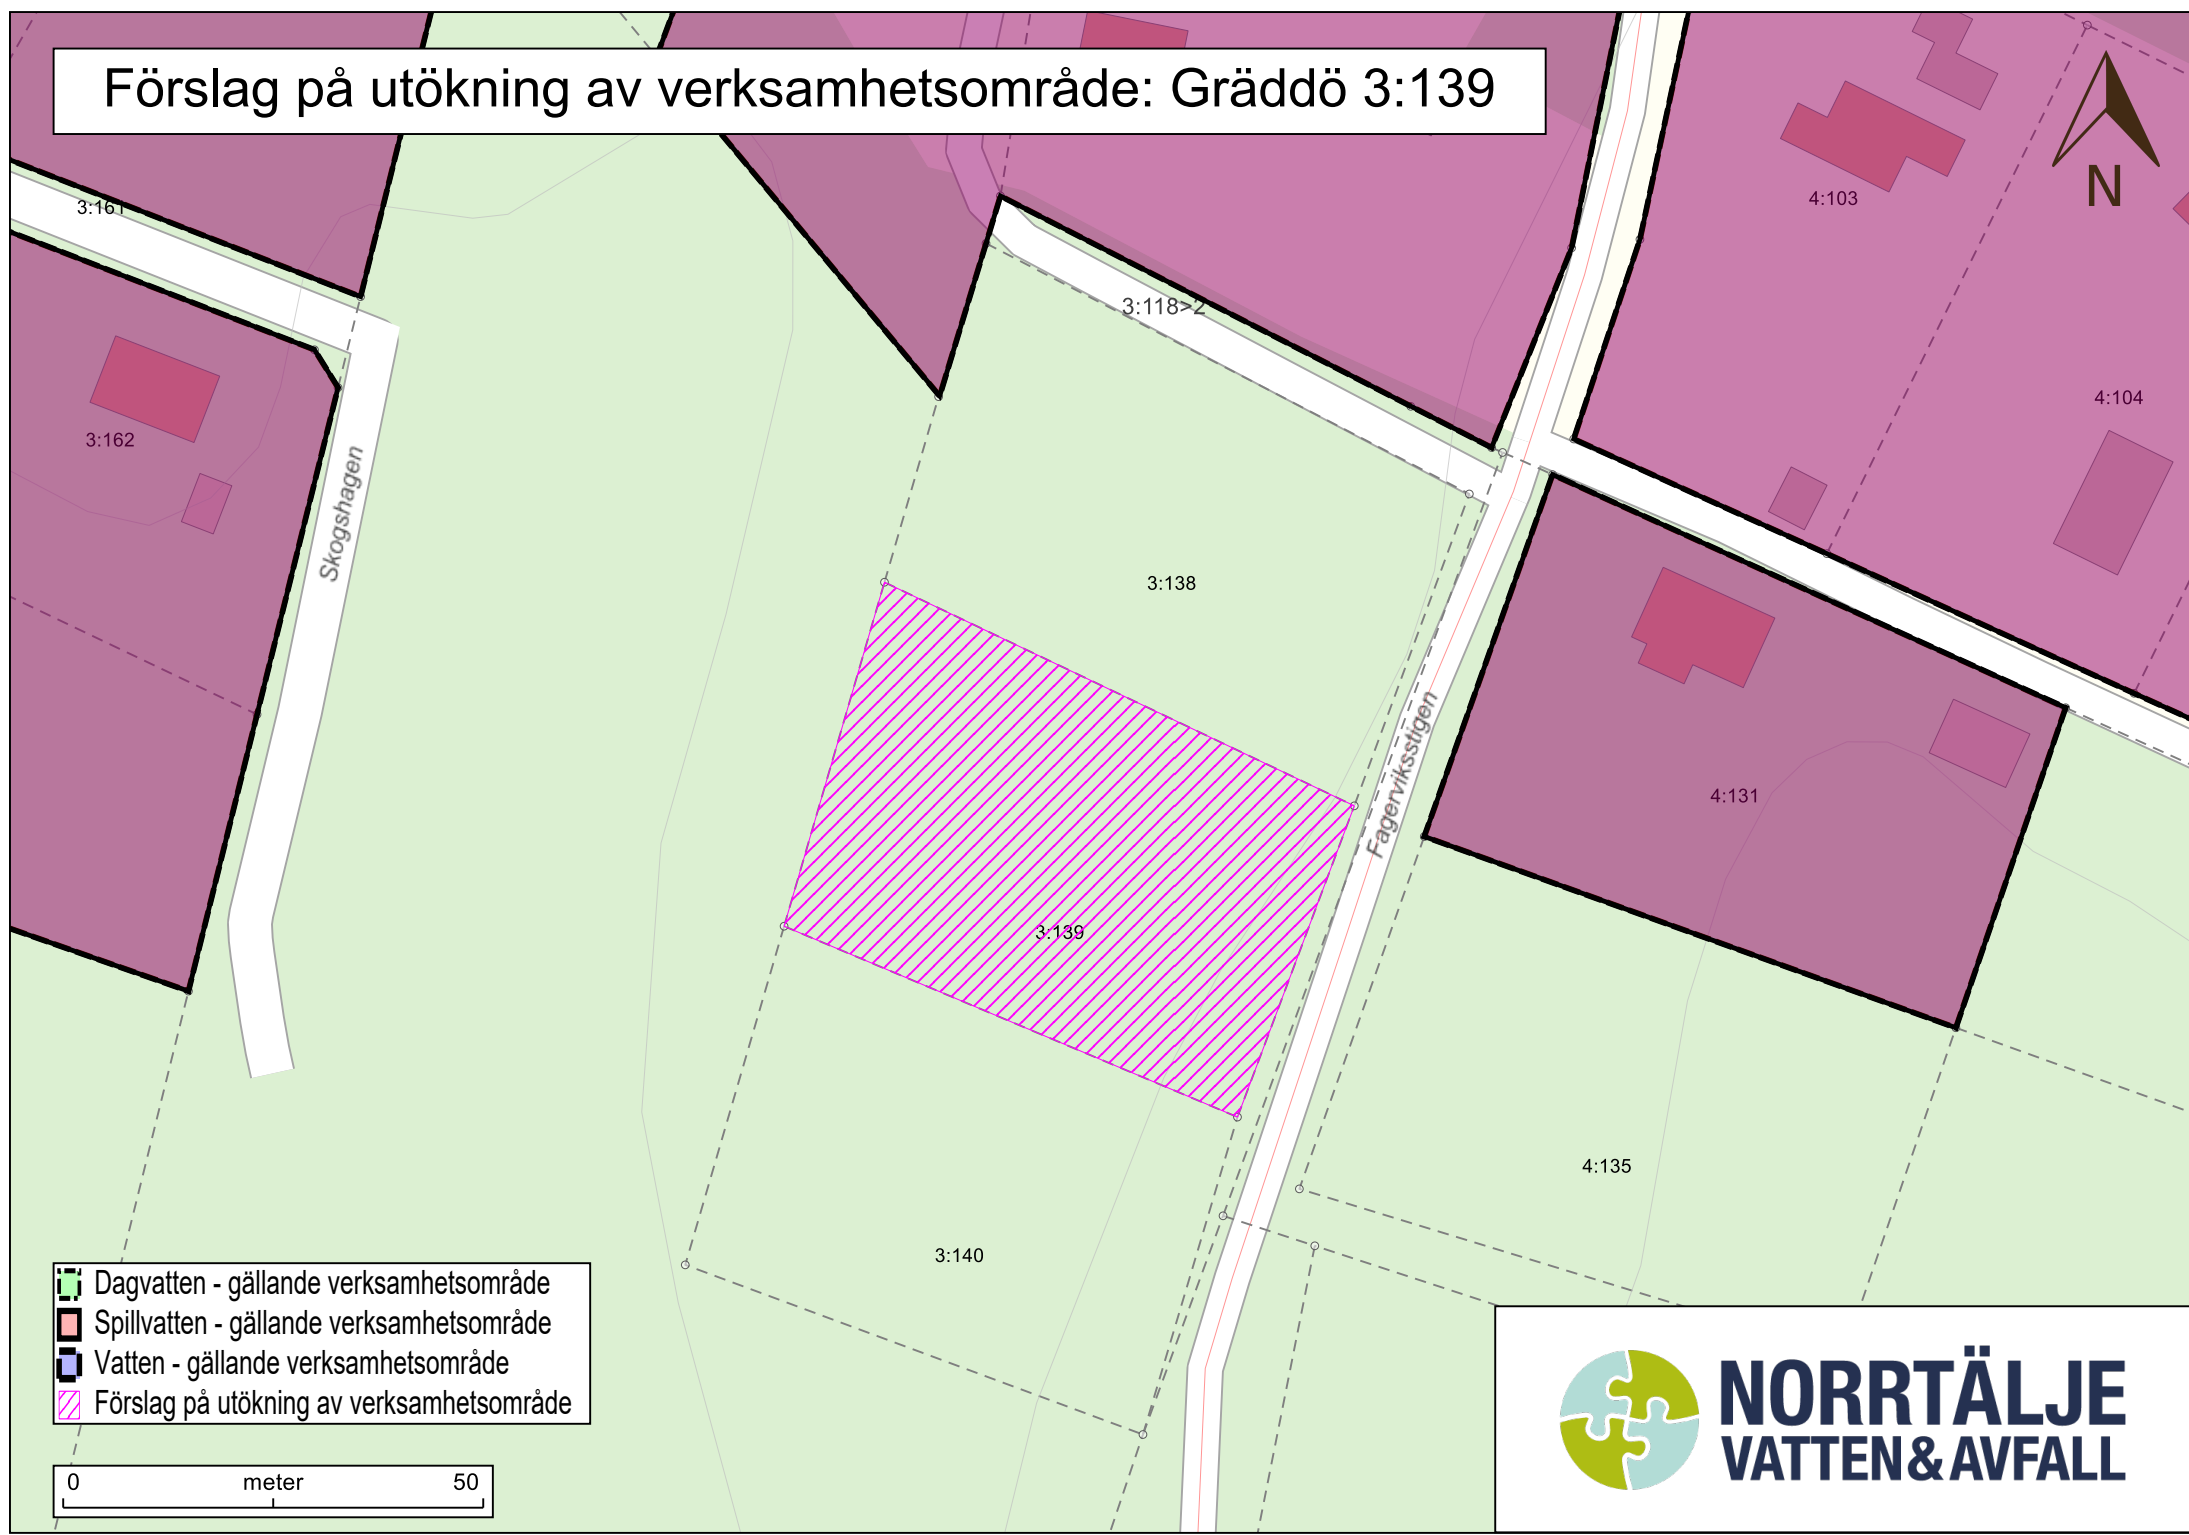 Förslag på utökning av verksamhetsområde: Gräddö 3:139
N
3:161
4:103
3:118>2
4:104
3:162
Skogshagen
3:138
Fagerviksstigen
4:131
3:139
4:135
3:140
Dagvatten - gällande verksamhetsområde
Spillvatten - gällande verksamhetsområde
Vatten - gällande verksamhetsområde
Förslag på utökning av verksamhetsområde
0 meter 50
NORRTÄLJE
VATTEN & AVFALL